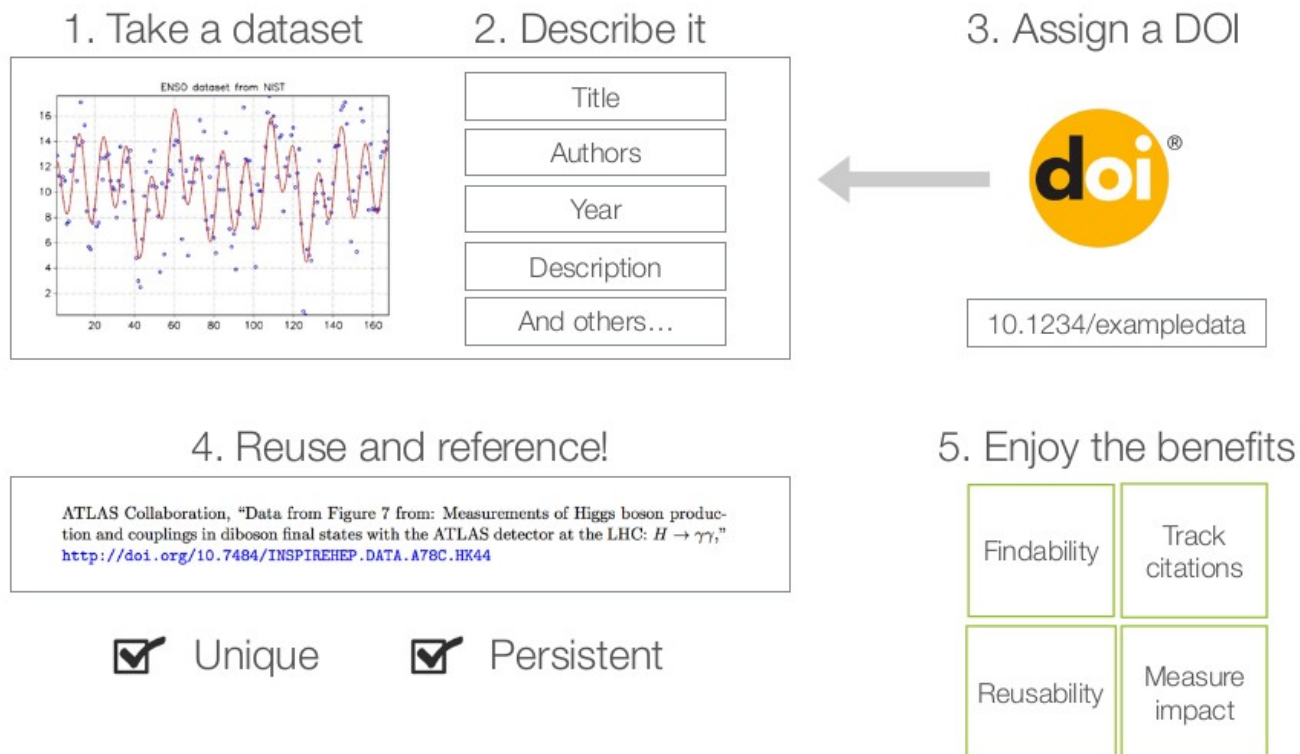 1. Take a dataset
2. Describe it
3. Assign a DOI
ENSO dataset from NIST
16
14
12
10
8
6
4
2
20 40 60 80 100 120 140 160
Title
Authors
Year
Description
And others...
doi®
10.1234/exampledata
4. Reuse and reference!
ATLAS Collaboration, “Data from Figure 7 from: Measurements of Higgs boson produc-
tion and couplings in diboson final states with the ATLAS detector at the LHC: H → γγ,”
http://doi.org/10.7484/INSPIREHEP.DATA.A78C.HK44
Unique
Persistent
5. Enjoy the benefits
Findability
Track
citations
Reusability
Measure
impact